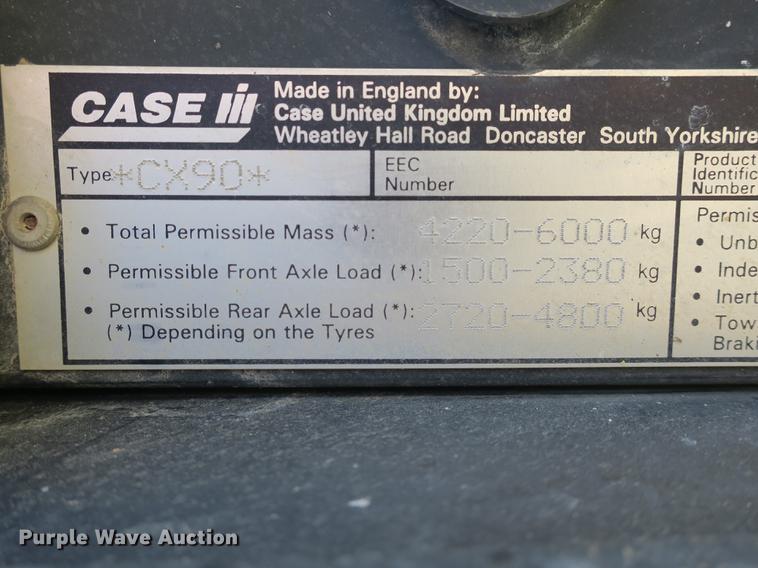 CASE IH
Made in England by:
Case United Kingdom Limited
Wheatley Hall Road Doncaster South Yorkshire
Type *CX90*
EEC
Number
Product
Identific
Number
• Total Permissible Mass (*): 4220-6000 kg
• Permissible Front Axle Load (*): 1500-2380 kg
• Permissible Rear Axle Load (*): 2720-4800 kg
(*) Depending on the Tyres
Permis
• Unb
• Inde
• Inert
• Tow
Braki
Purple Wave Auction